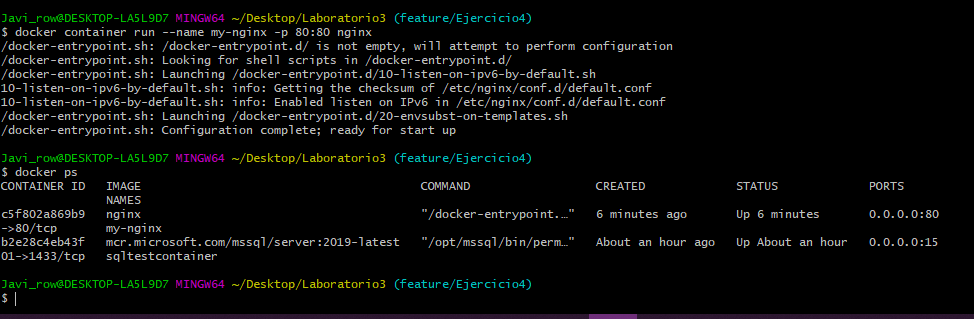 Javi_row@DESKTOP-LA5L9D7 MINGW64 ~/Desktop/Laboratorio3 (feature/Ejercicio4)
$ docker container run --name my-nginx -p 80:80 nginx
/docker-entrypoint.sh: /docker-entrypoint.d/ is not empty, will attempt to perform configuration
/docker-entrypoint.sh: Looking for shell scripts in /docker-entrypoint.d/
/docker-entrypoint.sh: Launching /docker-entrypoint.d/10-listen-on-ipv6-by-default.sh
10-listen-on-ipv6-by-default.sh: info: Getting the checksum of /etc/nginx/conf.d/default.conf
10-listen-on-ipv6-by-default.sh: info: Enabled listen on IPv6 in /etc/nginx/conf.d/default.conf
/docker-entrypoint.sh: Launching /docker-entrypoint.d/20-envsubst-on-templates.sh
/docker-entrypoint.sh: Configuration complete; ready for start up
Javi_row@DESKTOP-LA5L9D7 MINGW64 ~/Desktop/Laboratorio3 (feature/Ejercicio4)
$ docker ps
CONTAINER ID   IMAGE                                        COMMAND                  CREATED             STATUS             PORTS
               NAMES
c5f802a869b9   nginx                                        "/docker-entrypoint.…"   6 minutes ago       Up 6 minutes       0.0.0.0:80
->80/tcp       my-nginx
b2e28c4eb43f   mcr.microsoft.com/mssql/server:2019-latest   "/opt/mssql/bin/perm…"   About an hour ago   Up About an hour   0.0.0.0:15
01->1433/tcp   sqltestcontainer
Javi_row@DESKTOP-LA5L9D7 MINGW64 ~/Desktop/Laboratorio3 (feature/Ejercicio4)
$